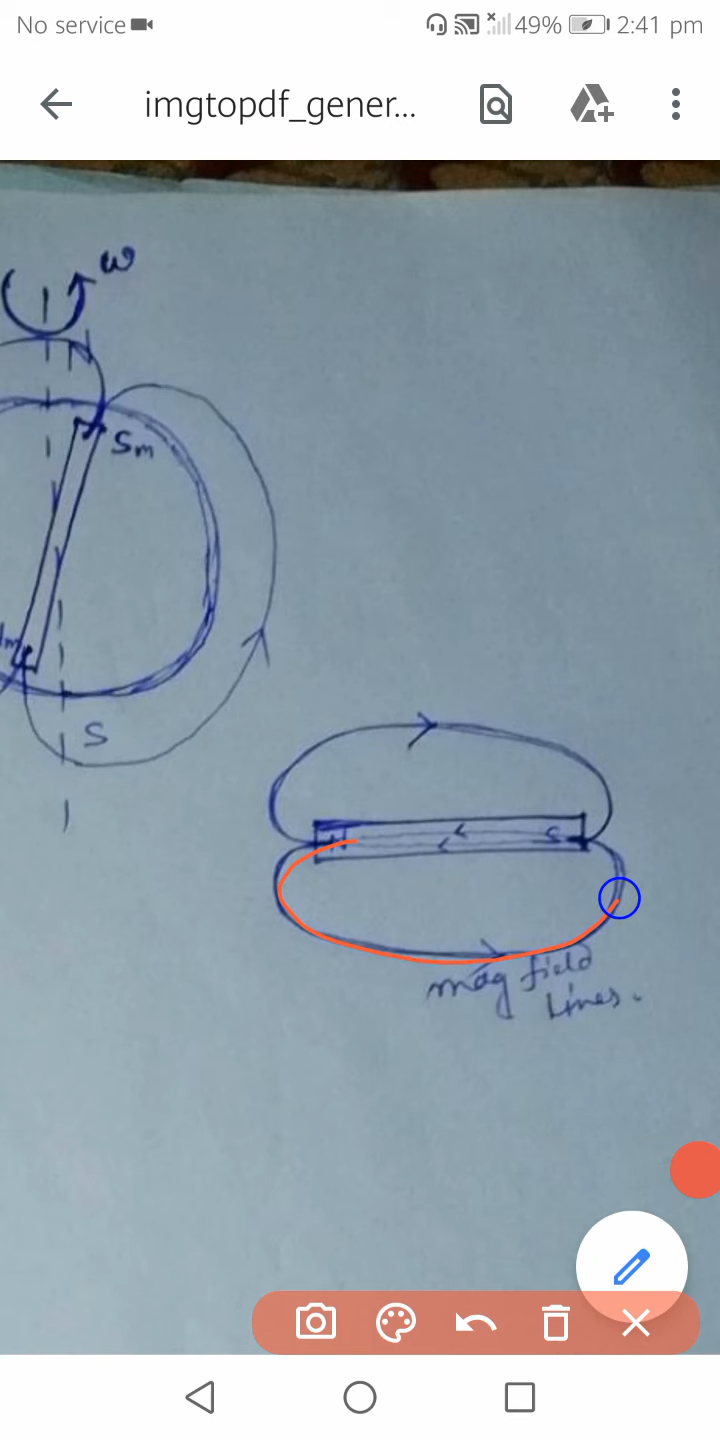 No service 49% 2:41 pm
imgtopdf_gener...
ω
N
Sm
S
N S
mag field
Lines.